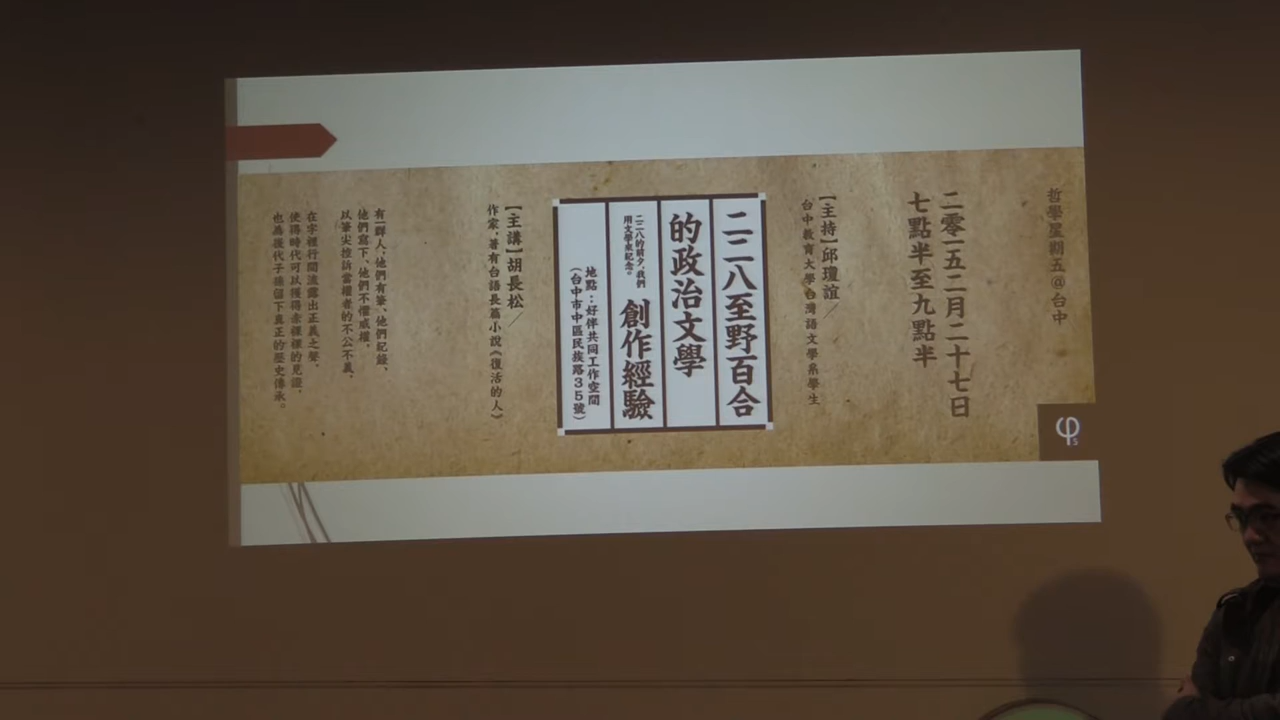 哲學星期五@台中
二零一五二月二十七日
七點半至九點半
【主持】邱瓊誼／
台中教育大學台灣語文學系學生
二二八至野百合
的政治文學
二二八的前夕，我們
用文學來紀念。
創作經驗
地點：好伴共同工作空間
（台中市中區民族路35號）
【主講】胡長松／
作家，著有台語長篇小說《復活的人》
有一群人，他們有筆、他們記錄、
他們寫下、他們不懼威權，
以筆尖控訴當權者的不公不義，
在字裡行間流露出正義之聲，
使得時代可以獲得赤裡裡的見證，
也為後代子孫留下真正的歷史傳承。
φs